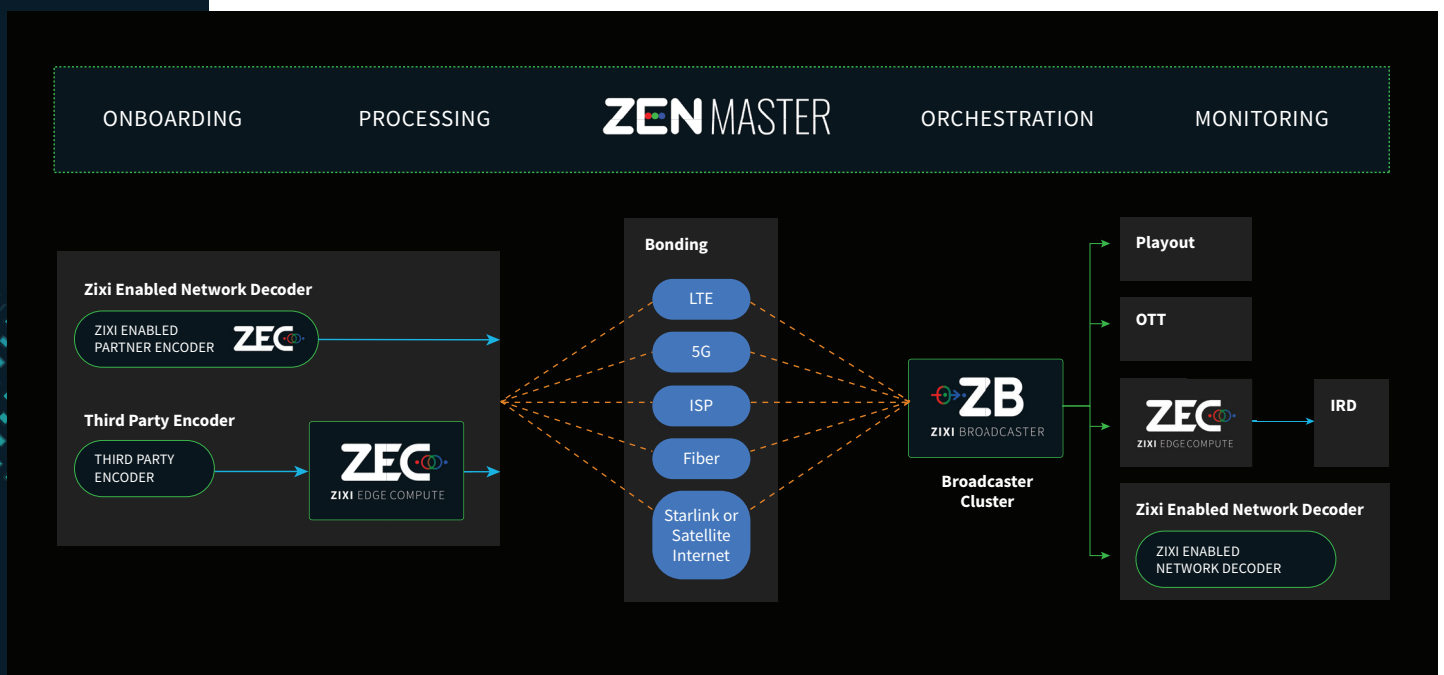 ONBOARDING
PROCESSING
ZEN MASTER
ORCHESTRATION
MONITORING
Zixi Enabled Network Decoder
ZIXI ENABLED
PARTNER ENCODER
ZEC
Third Party Encoder
THIRD PARTY
ENCODER
ZEC
ZIXI EDGE COMPUTE
Bonding
LTE
5G
ISP
Fiber
Starlink or
Satellite
Internet
ZB
ZIXI BROADCASTER
Broadcaster
Cluster
Playout
OTT
ZEC
ZIXI EDGECOMPUTE
IRD
Zixi Enabled Network Decoder
ZIXI ENABLED
NETWORK DECODER